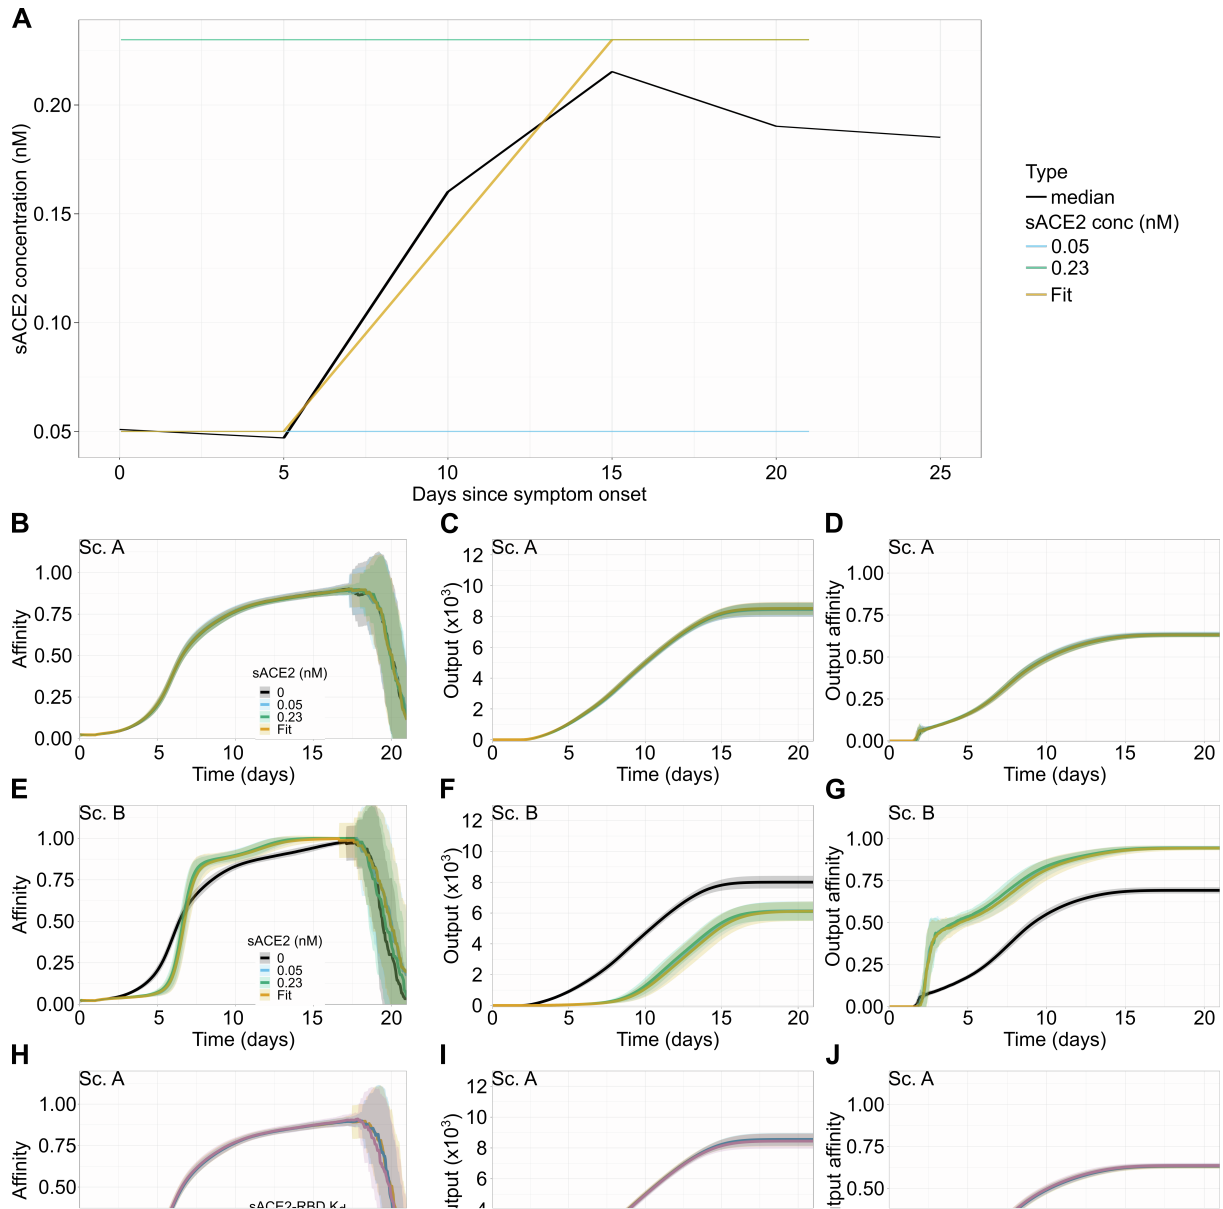 A
sACE2 concentration (nM)
0.20
0.15
0.10
0.05
0 5 10 15 20 25
Days since symptom onset
Type
median
sACE2 conc (nM)
0.05
0.23
Fit
B
Sc. A
Affinity
1.00
0.75
0.50
0.25
0.00
sACE2 (nM)
0
0.05
0.23
Fit
5 10 15 20
Time (days)
C
Sc. A
Output (x10³)
12
10
8
6
4
2
0
0 5 10 15 20
Time (days)
D
Sc. A
Output affinity
1.00
0.75
0.50
0.25
0.00
0 5 10 15 20
Time (days)
E
Sc. B
Affinity
1.00
0.75
0.50
0.25
0.00
sACE2 (nM)
0
0.05
0.23
Fit
0 5 10 15 20
Time (days)
F
Sc. B
Output (x10³)
12
10
8
6
4
2
0
0 5 10 15 20
Time (days)
G
Sc. B
Output affinity
1.00
0.75
0.50
0.25
0.00
0 5 10 15 20
Time (days)
H
Sc. A
Affinity
1.00
0.75
0.50
sACE2-RBD K
I
Sc. A
(x10³)
12
10
8
6
J
Sc. A
affinity
1.00
0.75
0.50